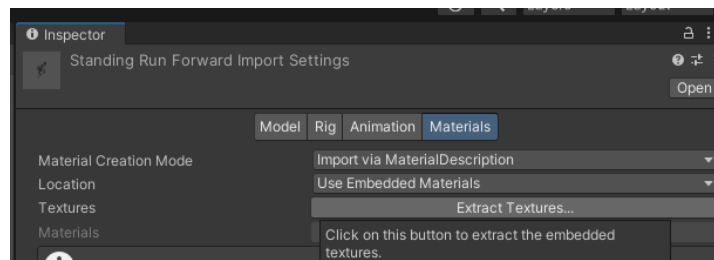 Inspector
Standing Run Forward Import Settings
Open
Model Rig Animation Materials
Material Creation Mode Import via MaterialDescription
Location Use Embedded Materials
Textures Extract Textures...
Materials
Click on this button to extract the embedded
textures.